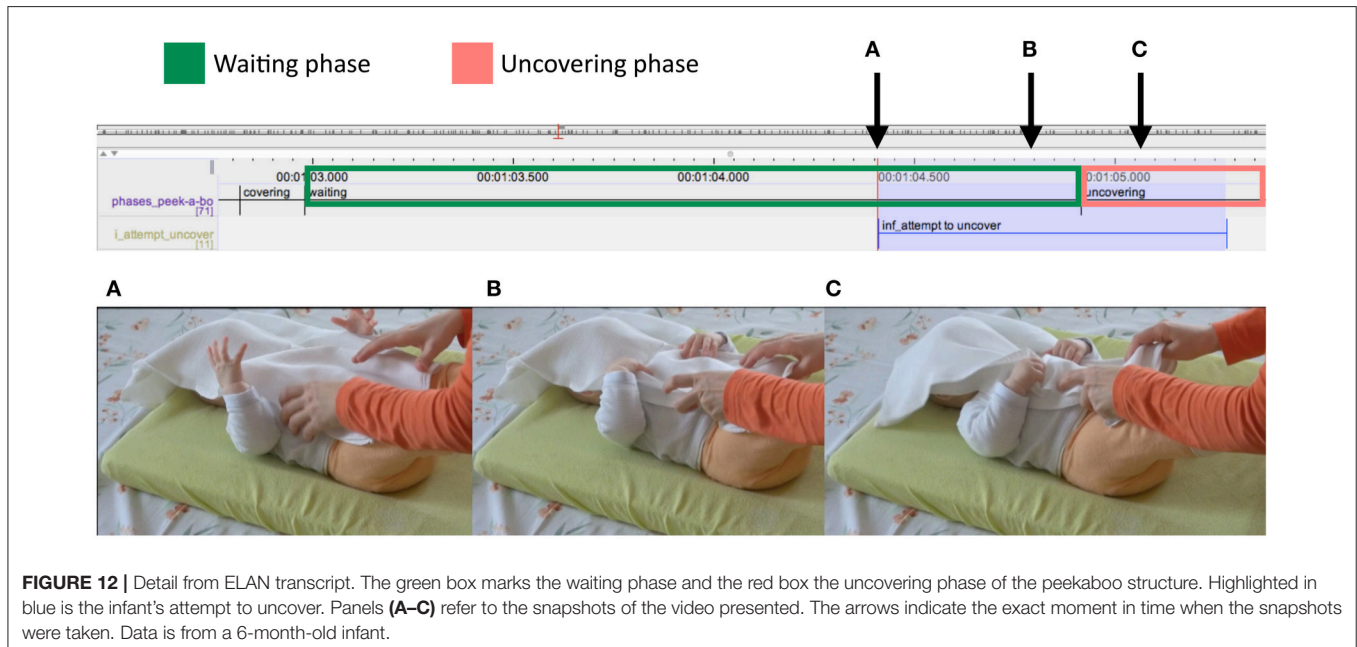 Waiting phase
Uncovering phase
A
B
C
00:01:03.000
00:01:03.500
00:01:04.000
00:01:04.500
0:01:05.000
phases_peek-a-bo
[71]
covering
waiting
uncovering
i_attempt_uncover
[11]
inf_attempt to uncover
A
B
C
FIGURE 12 | Detail from ELAN transcript. The green box marks the waiting phase and the red box the uncovering phase of the peekaboo structure. Highlighted in
blue is the infant's attempt to uncover. Panels (A–C) refer to the snapshots of the video presented. The arrows indicate the exact moment in time when the snapshots
were taken. Data is from a 6-month-old infant.